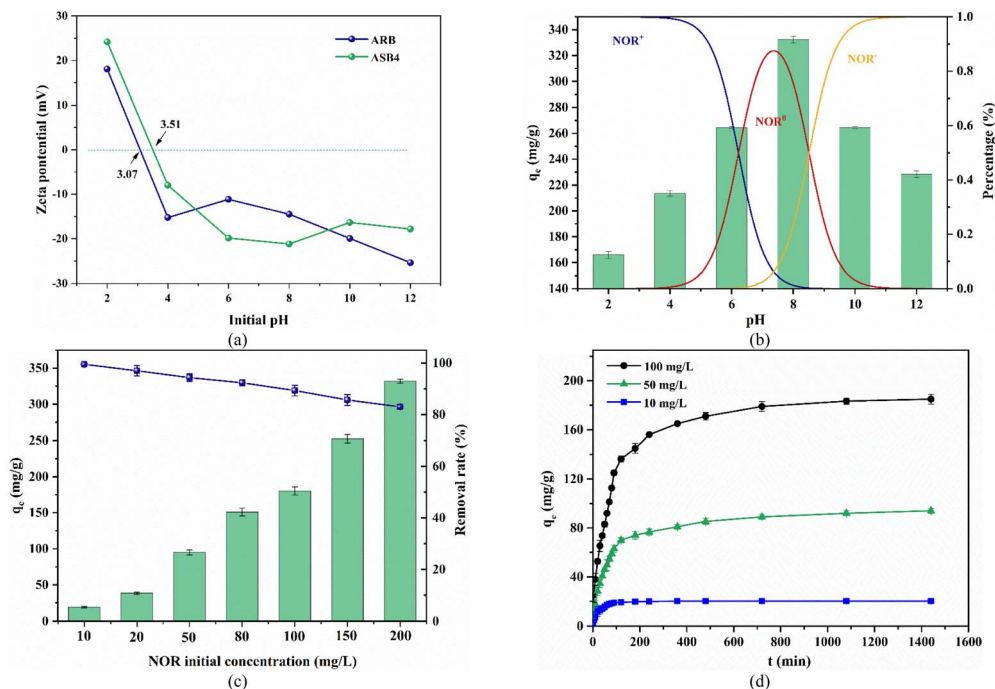 30
20
10
0
-10
-20
-30
Zeta pontential (mV)
ARB
ASB4
3.51
3.07
2 4 6 8 10 12
Initial pH
(a)
349
340
320
300
280
260
240
220
200
180
160
140
qe (mg/g)
NOR+
NOR0
NOR-
1.0
0.8
0.6
0.4
0.2
0.0
Percentage (%)
2 4 6 8 10 12
pH
(b)
350
300
250
200
150
100
50
0
qe (mg/g)
100
80
60
40
20
0
Removal rate (%)
10 20 50 80 100 150 200
NOR initial concentration (mg/L)
(c)
200
160
120
80
40
0
qe (mg/g)
100 mg/L
50 mg/L
10 mg/L
0 200 400 600 800 1000 1200 1400 1600
t (min)
(d)